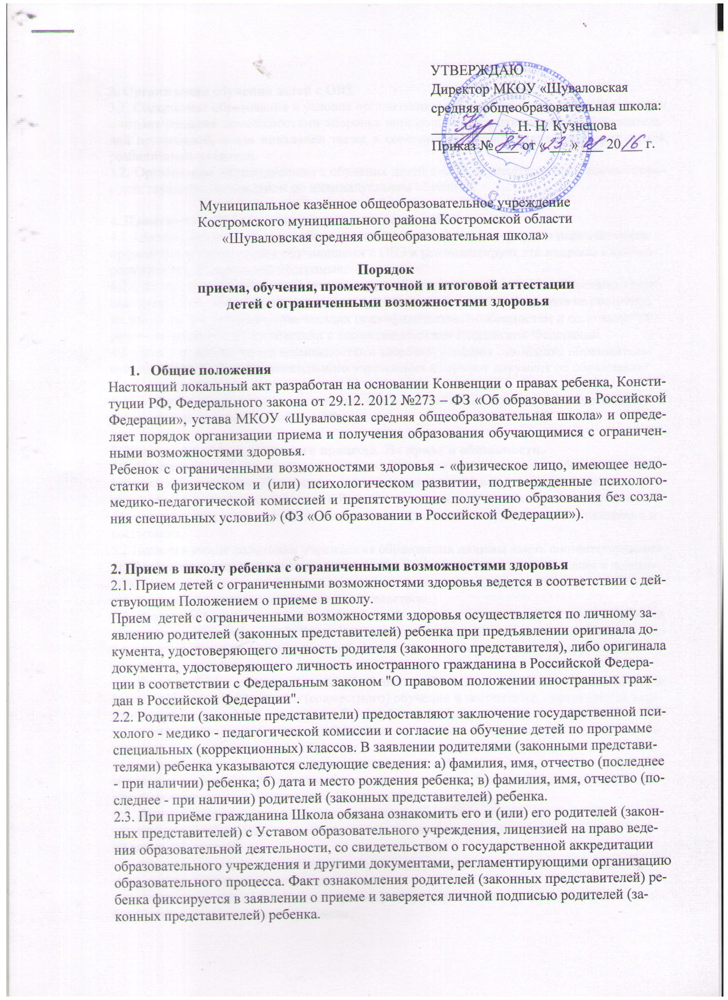 УТВЕРЖДАЮ
Директор МКОУ «Шуваловская
средняя общеобразовательная школа:
____________Н. Н. Кузнецова
Приказ № 87 от « 23 » ___ 2016 г.
Муниципальное казённое общеобразовательное учреждение
Костромского муниципального района Костромской области
«Шуваловская средняя общеобразовательная школа»
Порядок
приема, обучения, промежуточной и итоговой аттестации
детей с ограниченными возможностями здоровья
1. Общие положения
Настоящий локальный акт разработан на основании Конвенции о правах ребенка, Консти-
туции РФ, Федерального закона от 29.12. 2012 №273 – ФЗ «Об образовании в Российской
Федерации», устава МКОУ «Шуваловская средняя общеобразовательная школа» и опреде-
ляет порядок организации приема и получения образования обучающимися с ограничен-
ными возможностями здоровья.
Ребенок с ограниченными возможностями здоровья - «физическое лицо, имеющее недо-
статки в физическом и (или) психологическом развитии, подтвержденные психолого-
медико-педагогической комиссией и препятствующие получению образования без созда-
ния специальных условий» (ФЗ «Об образовании в Российской Федерации»).
2. Прием в школу ребенка с ограниченными возможностями здоровья
2.1. Прием детей с ограниченными возможностями здоровья ведется в соответствии с дей-
ствующим Положением о приеме в школу.
Прием детей с ограниченными возможностями здоровья осуществляется по личному за-
явлению родителей (законных представителей) ребенка при предъявлении оригинала до-
кумента, удостоверяющего личность родителя (законного представителя), либо оригинала
документа, удостоверяющего личность иностранного гражданина в Российской Федера-
ции в соответствии с Федеральным законом "О правовом положении иностранных граж-
дан в Российской Федерации".
2.2. Родители (законные представители) предоставляют заключение государственной пси-
холого - медико - педагогической комиссии и согласие на обучение детей по программе
специальных (коррекционных) классов. В заявлении родителями (законными представи-
телями) ребенка указываются следующие сведения: а) фамилия, имя, отчество (последнее
- при наличии) ребенка; б) дата и место рождения ребенка; в) фамилия, имя, отчество (по-
следнее - при наличии) родителей (законных представителей) ребенка.
2.3. При приёме гражданина Школа обязана ознакомить его и (или) его родителей (закон-
ных представителей) с Уставом образовательного учреждения, лицензией на право веде-
ния образовательной деятельности, со свидетельством о государственной аккредитации
образовательного учреждения и другими документами, регламентирующими организацию
образовательного процесса. Факт ознакомления родителей (законных представителей) ре-
бенка фиксируется в заявлении о приеме и заверяется личной подписью родителей (за-
конных представителей) ребенка.